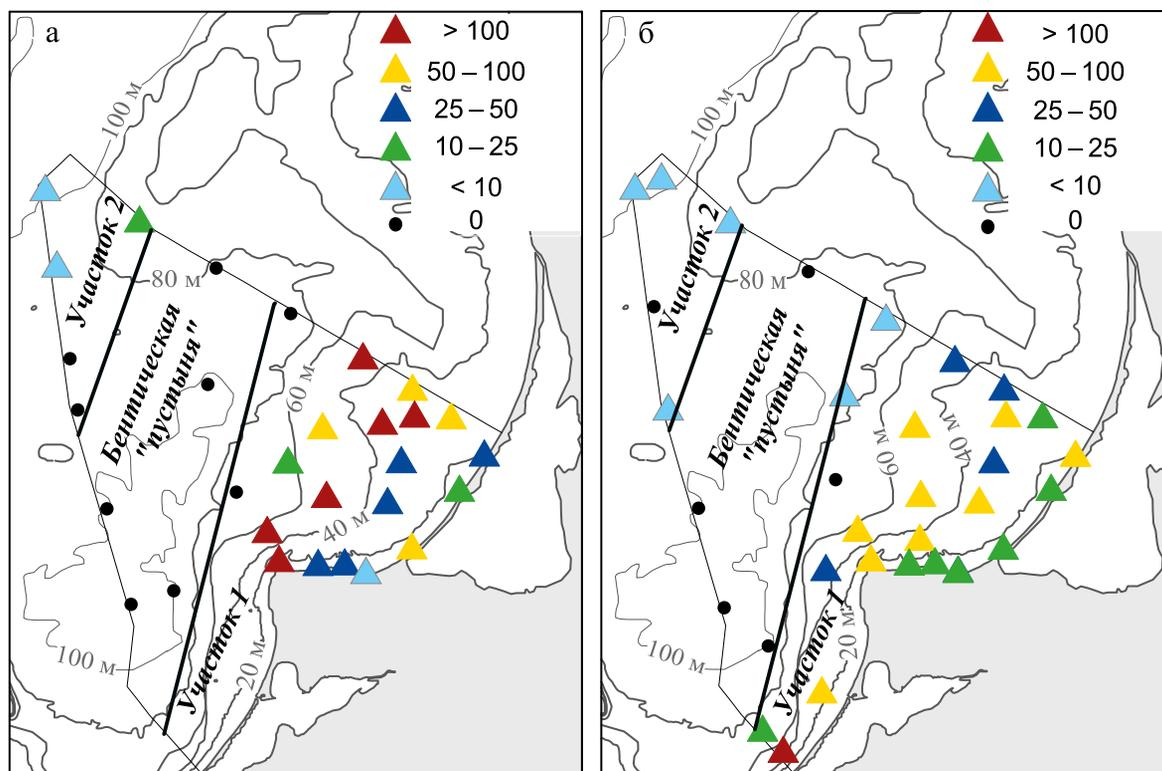 а
> 100
50 – 100
25 – 50
10 – 25
< 10
0
100 м
Участок 2
80 м
Бентическая
"пустыня"
60 м
40 м
Участок 1
20 м
100 м
б
> 100
50 – 100
25 – 50
10 – 25
< 10
0
100 м
Участок 2
80 м
Бентическая
"пустыня"
60 м
40 м
Участок 1
20 м
100 м